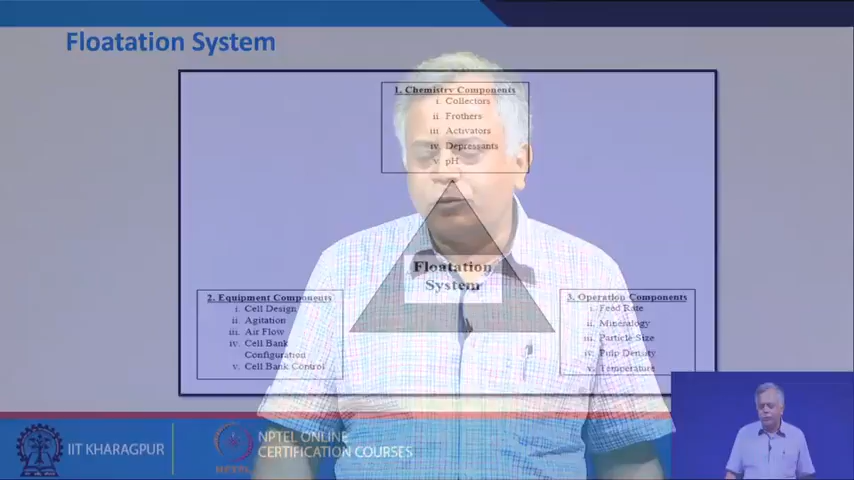 Floatation System
1. Chemistry Components
i. Collectors
ii. Frothers
iii. Activators
iv. Depressants
v. pH
Floatation
System
2. Equipment Components
i. Cell Design
ii. Agitation
iii. Air Flow
iv. Cell Bank
Configuration
v. Cell Bank Control
3. Operation Components
i. Feed Rate
ii. Mineralogy
iii. Particle Size
iv. Pulp Density
v. Temperature
IIT KHARAGPUR
NPTEL
NPTEL ONLINE
CERTIFICATION COURSES